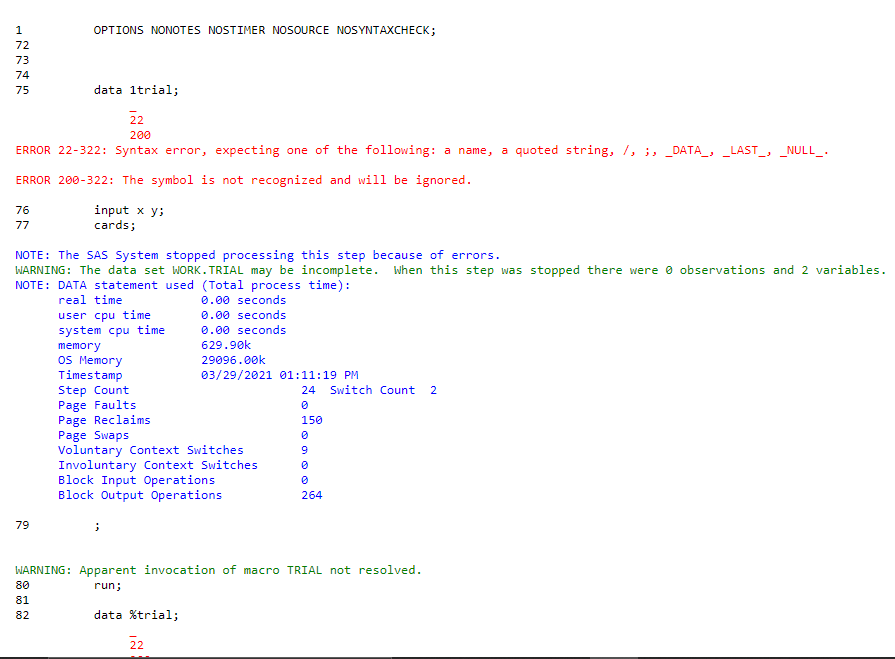 1          OPTIONS NONOTES NOSTIMER NOSOURCE NOSYNTAXCHECK;
72
73
74
75         data 1trial;
_
22
200
ERROR 22-322: Syntax error, expecting one of the following: a name, a quoted string, /, ;, _DATA_, _LAST_, _NULL_.
ERROR 200-322: The symbol is not recognized and will be ignored.
76         input x y;
77         cards;
NOTE: The SAS System stopped processing this step because of errors.
WARNING: The data set WORK.TRIAL may be incomplete.  When this step was stopped there were 0 observations and 2 variables.
NOTE: DATA statement used (Total process time):
real time           0.00 seconds
user cpu time       0.00 seconds
system cpu time     0.00 seconds
memory              629.90k
OS Memory           29096.00k
Timestamp           03/29/2021 01:11:19 PM
Step Count                        24  Switch Count  2
Page Faults                       0
Page Reclaims                     150
Page Swaps                        0
Voluntary Context Switches        9
Involuntary Context Switches      0
Block Input Operations            0
Block Output Operations           264
79         ;
WARNING: Apparent invocation of macro TRIAL not resolved.
80         run;
81
82         data %trial;
_
22